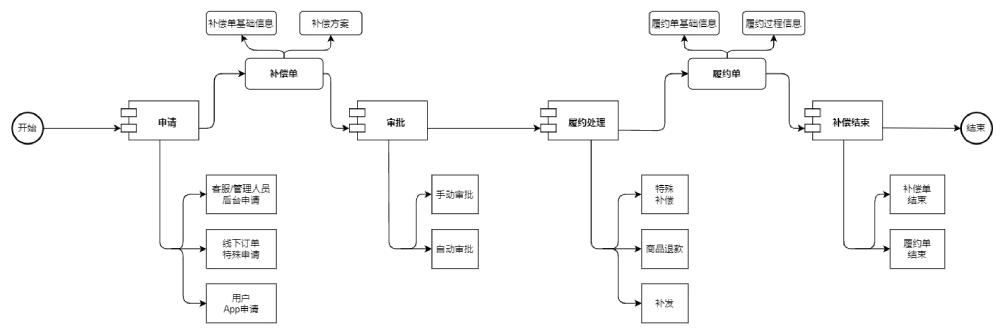 补偿单基础信息
补偿方案
履约单基础信息
履约过程信息
补偿单
履约单
开始
申请
审批
履约处理
补偿结束
结束
客服/管理人员
后台申请
手动审批
特殊
补偿
补偿单
结束
线下订单
特殊申请
自动审批
商品退款
履约单
结束
用户
App申请
补发